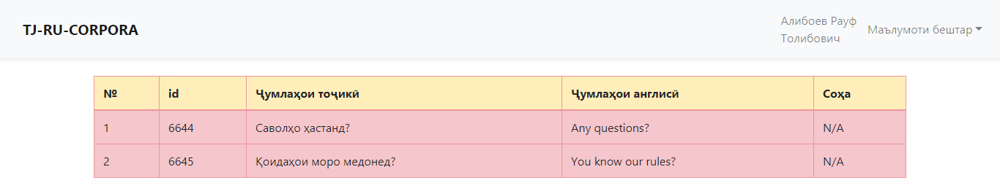 TJ-RU-CORPORA
Алибоев Рауф
Толибович
Маълумоти бештар
№ id Ҷумлаҳои тоҷикӣ Ҷумлаҳои англисӣ Соҳа
1 6644 Саволҳо ҳастанд? Any questions? N/A
2 6645 Қоидаҳои моро медонед? You know our rules? N/A